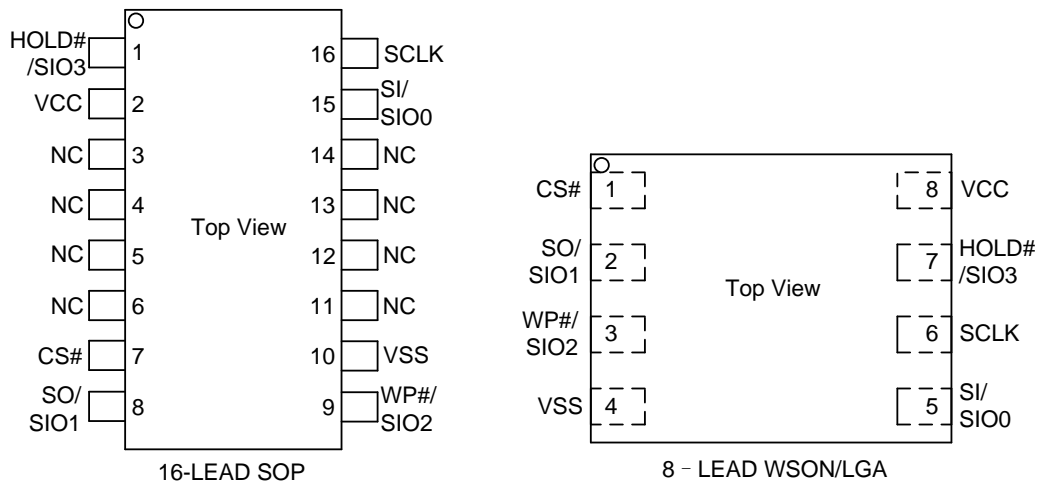 HOLD#
/SIO3
1
16
SCLK
VCC
2
15
SI/
SIO0
NC
3
14
NC
NC
4
13
NC
Top View
NC
5
12
NC
NC
6
11
NC
CS#
7
10
VSS
SO/
SIO1
8
9
WP#/
SIO2
16-LEAD SOP
CS#
1
8
VCC
SO/
SIO1
2
7
HOLD#
/SIO3
Top View
WP#/
SIO2
3
6
SCLK
VSS
4
5
SI/
SIO0
8 – LEAD WSON/LGA